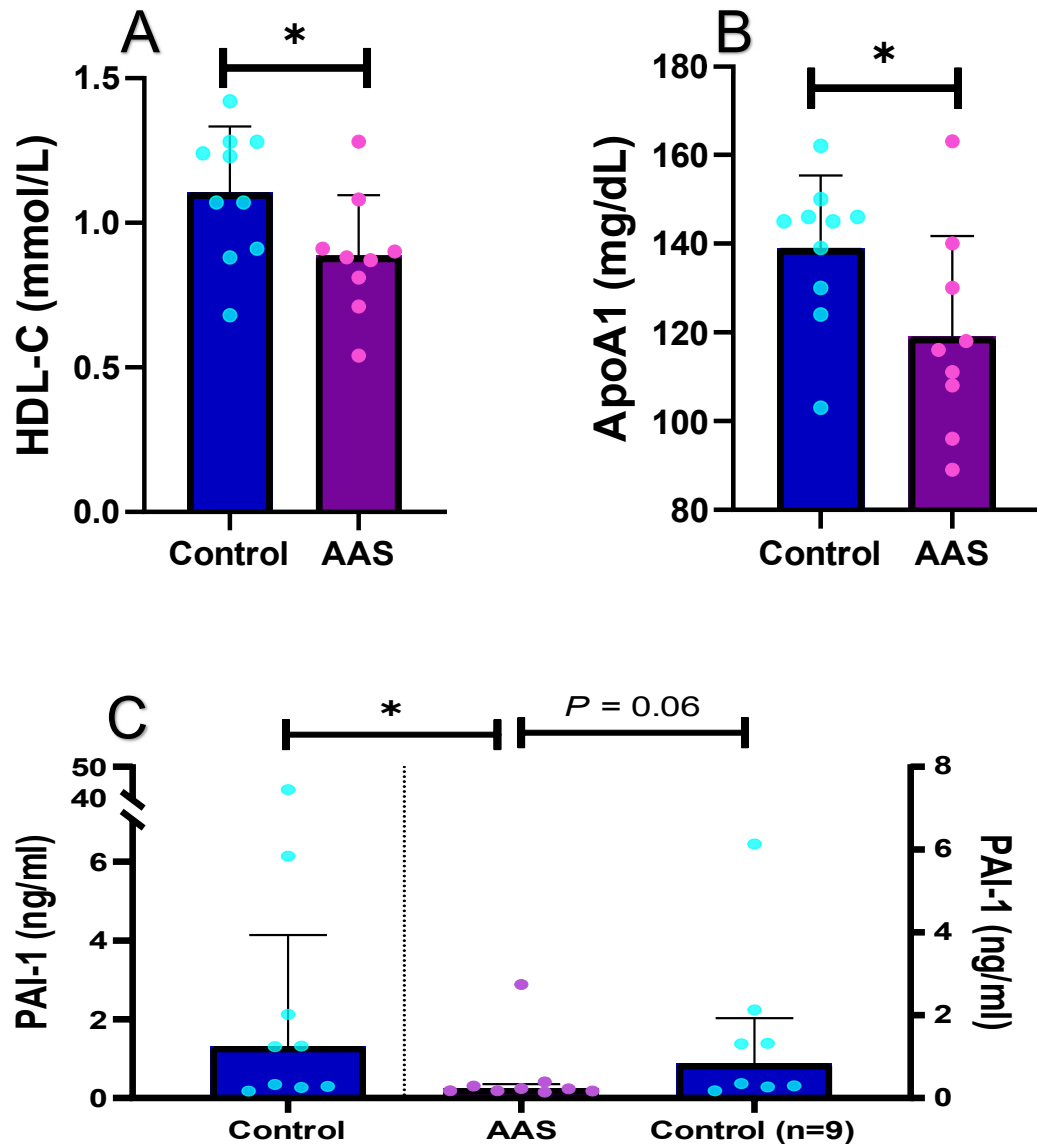 A
*
1.5
1.0
0.5
0.0
HDL-C (mmol/L)
Control
AAS
B
*
180
160
140
120
100
80
ApoA1 (mg/dL)
Control
AAS
C
*
P = 0.06
50
40
6
4
2
0
PAI-1 (ng/ml)
8
6
4
2
0
PAI-1 (ng/ml)
Control
AAS
Control (n=9)